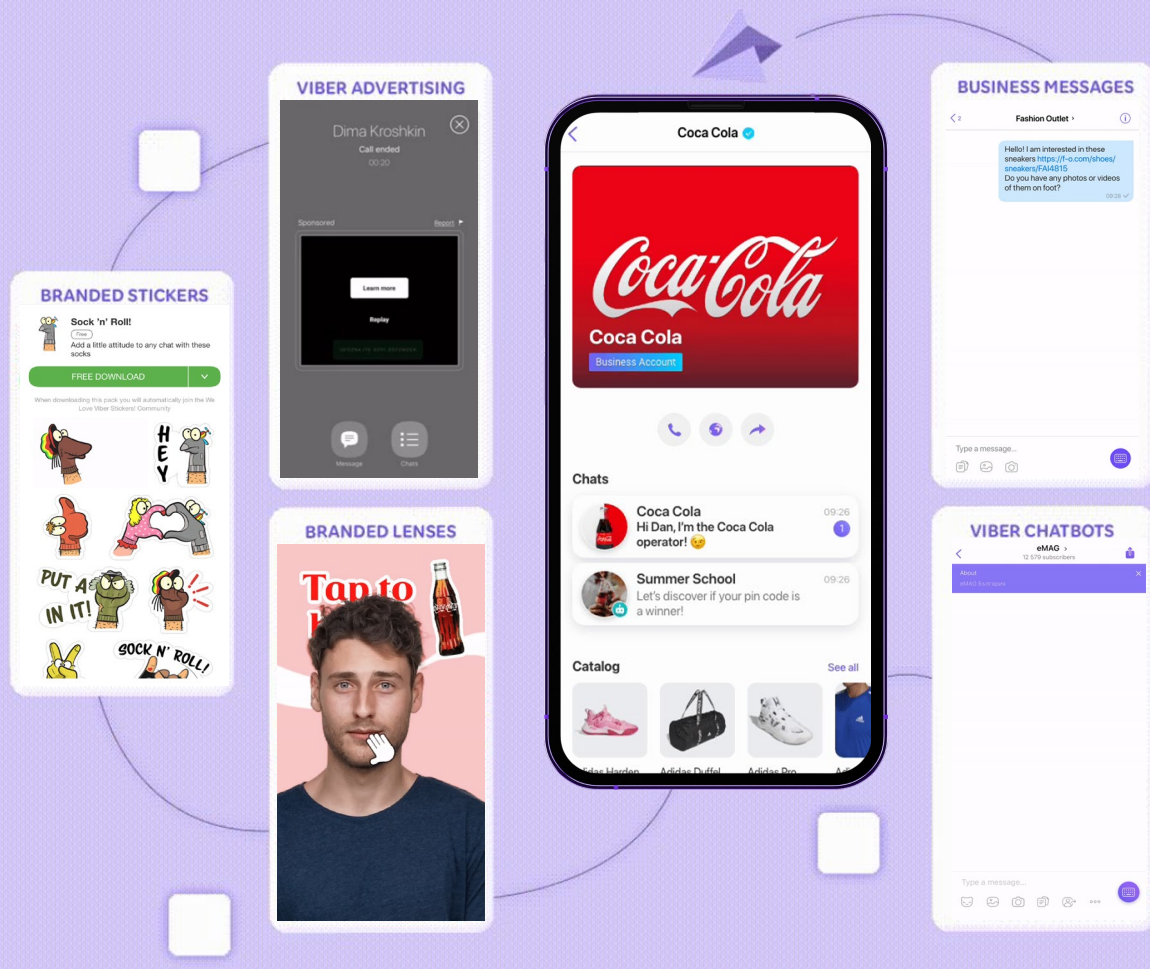 VIBER ADVERTISING
Dima Kroshkin
Call ended
00:20
Sponsored
Report
Learn more
Replay
Message
Chats
BRANDED STICKERS
Sock 'n' Roll!
Free
Add a little attitude to any chat with these
socks
FREE DOWNLOAD
When downloading this pack you will automatically join the We
Love Viber Stickers! Community
HEY
PUT A
IN IT!
SOCK N' ROLL!
BRANDED LENSES
Tap to
Coca Cola
Coca-Cola
Coca Cola
Business Account
Chats
Coca Cola
09:26
Hi Dan, I'm the Coca Cola
1
operator!
Summer School
09:26
Let's discover if your pin code is
a winner!
Catalog
See all
Adidas Duffel
Adidas Pro
BUSINESS MESSAGES
2
Fashion Outlet
Hello! I am interested in these
sneakers https://f-o.com/shoes/
sneakers/FAI4815
Do you have any photos or videos
of them on foot?
09:28
Type a message...
VIBER CHATBOTS
eMAG
12 579 subscribers
About
eMAG България
Type a message...